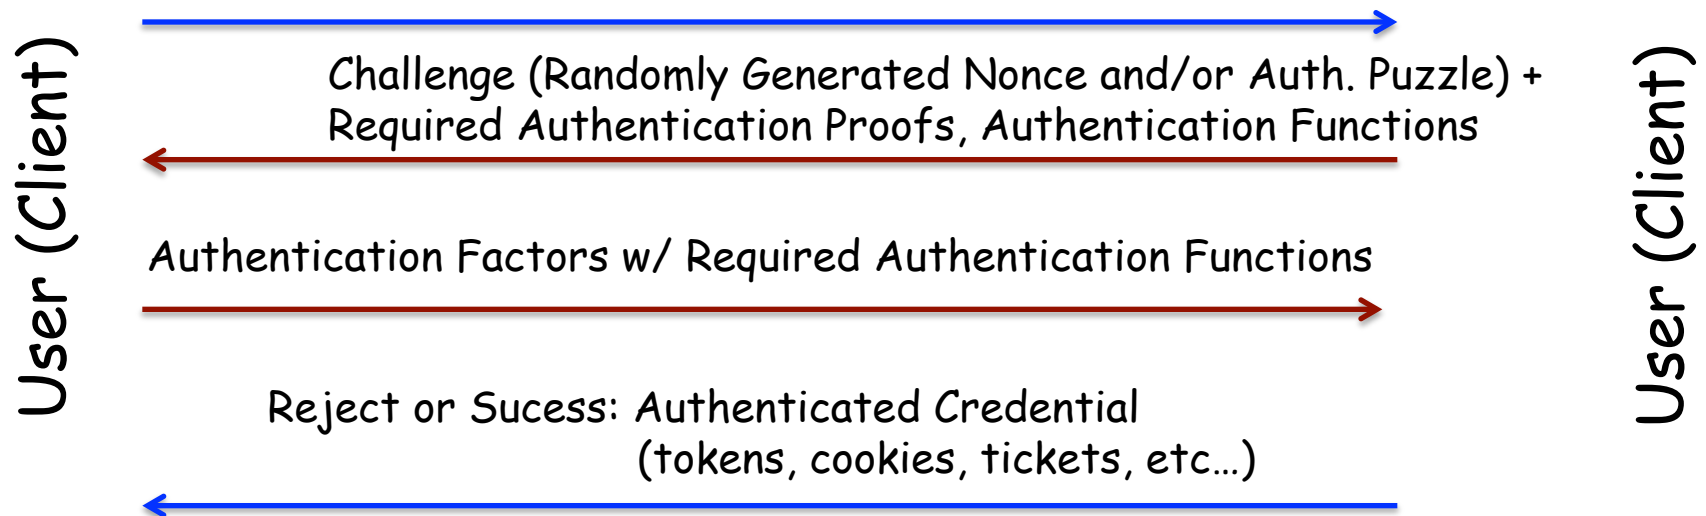 User (Client)
Challenge (Randomly Generated Nonce and/or Auth. Puzzle) +
Required Authentication Proofs, Authentication Functions
Authentication Factors w/ Required Authentication Functions
Reject or Sucess: Authenticated Credential
(tokens, cookies, tickets, etc...)
User (Client)